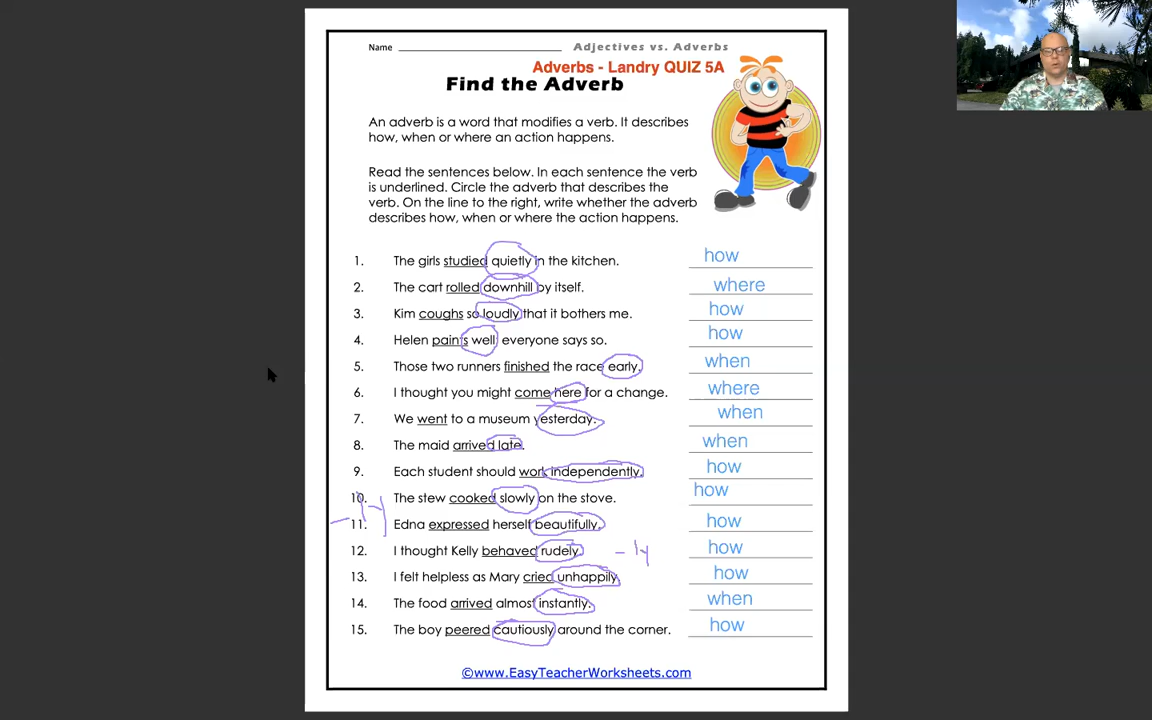 Name ____________ Adjectives vs. Adverbs
Adverbs - Landry QUIZ 5A
Find the Adverb
An adverb is a word that modifies a verb. It describes
how, when or where an action happens.
Read the sentences below. In each sentence the verb
is underlined. Circle the adverb that describes the
verb. On the line to the right, write whether the adverb
describes how, when or where the action happens.
1. The girls studied quietly in the kitchen. how
2. The cart rolled downhill by itself. where
3. Kim coughs so loudly that it bothers me. how
4. Helen paints well everyone says so. how
5. Those two runners finished the race early. when
6. I thought you might come here for a change. where
7. We went to a museum yesterday. when
8. The maid arrived late. when
9. Each student should work independently. how
10. The stew cooked slowly on the stove. how
-ly
11. Edna expressed herself beautifully. how
12. I thought Kelly behaved rudely. -ly how
13. I felt helpless as Mary cried unhappily. how
14. The food arrived almost instantly. when
15. The boy peered cautiously around the corner. how
©www.EasyTeacherWorksheets.com